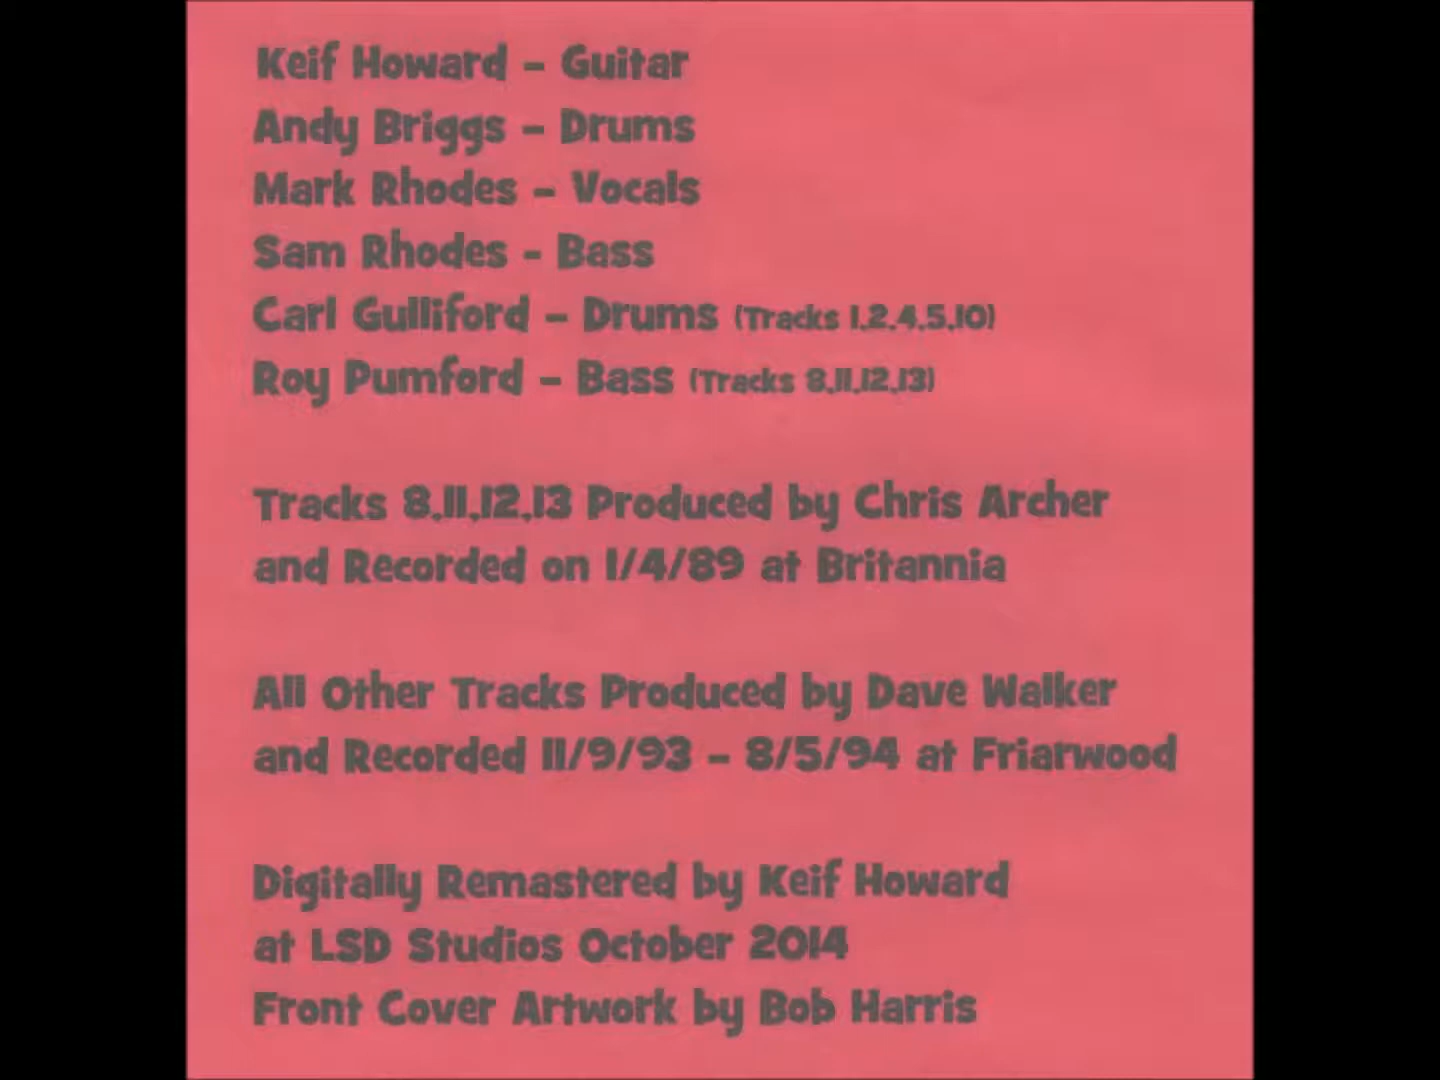 Keif Howard – Guitar
Andy Briggs – Drums
Mark Rhodes – Vocals
Sam Rhodes - Bass
Carl Gulliford – Drums (Tracks 1,2,4,5,10)
Roy Pumford – Bass (Tracks 8,11,12,13)
Tracks 8,11,12,13 Produced by Chris Archer
and Recorded on 1/4/89 at Britannia
All Other Tracks Produced by Dave Walker
and Recorded 11/9/93 – 8/5/94 at Friarwood
Digitally Remastered by Keif Howard
at LSD Studios October 2014
Front Cover Artwork by Bob Harris